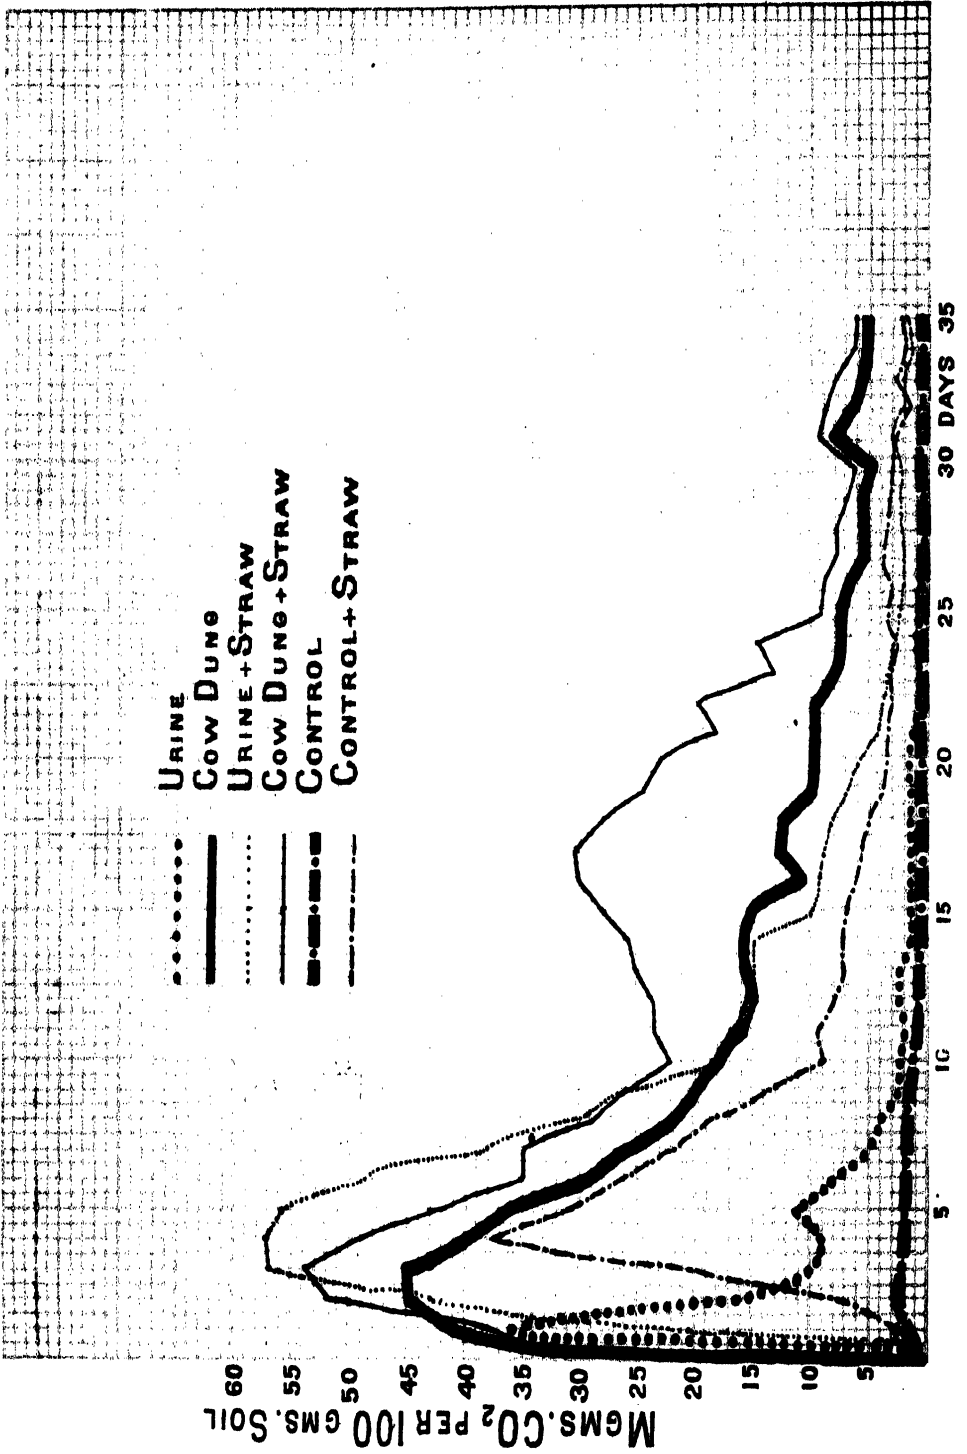 URINE
COW DUNG
URINE + STRAW
COW DUNG + STRAW
CONTROL
CONTROL + STRAW
MGMS. CO₂ PER 100 GMS. SOIL
60
55
50
45
40
35
30
25
20
15
10
5
5
10
15
20
25
30 DAYS 35